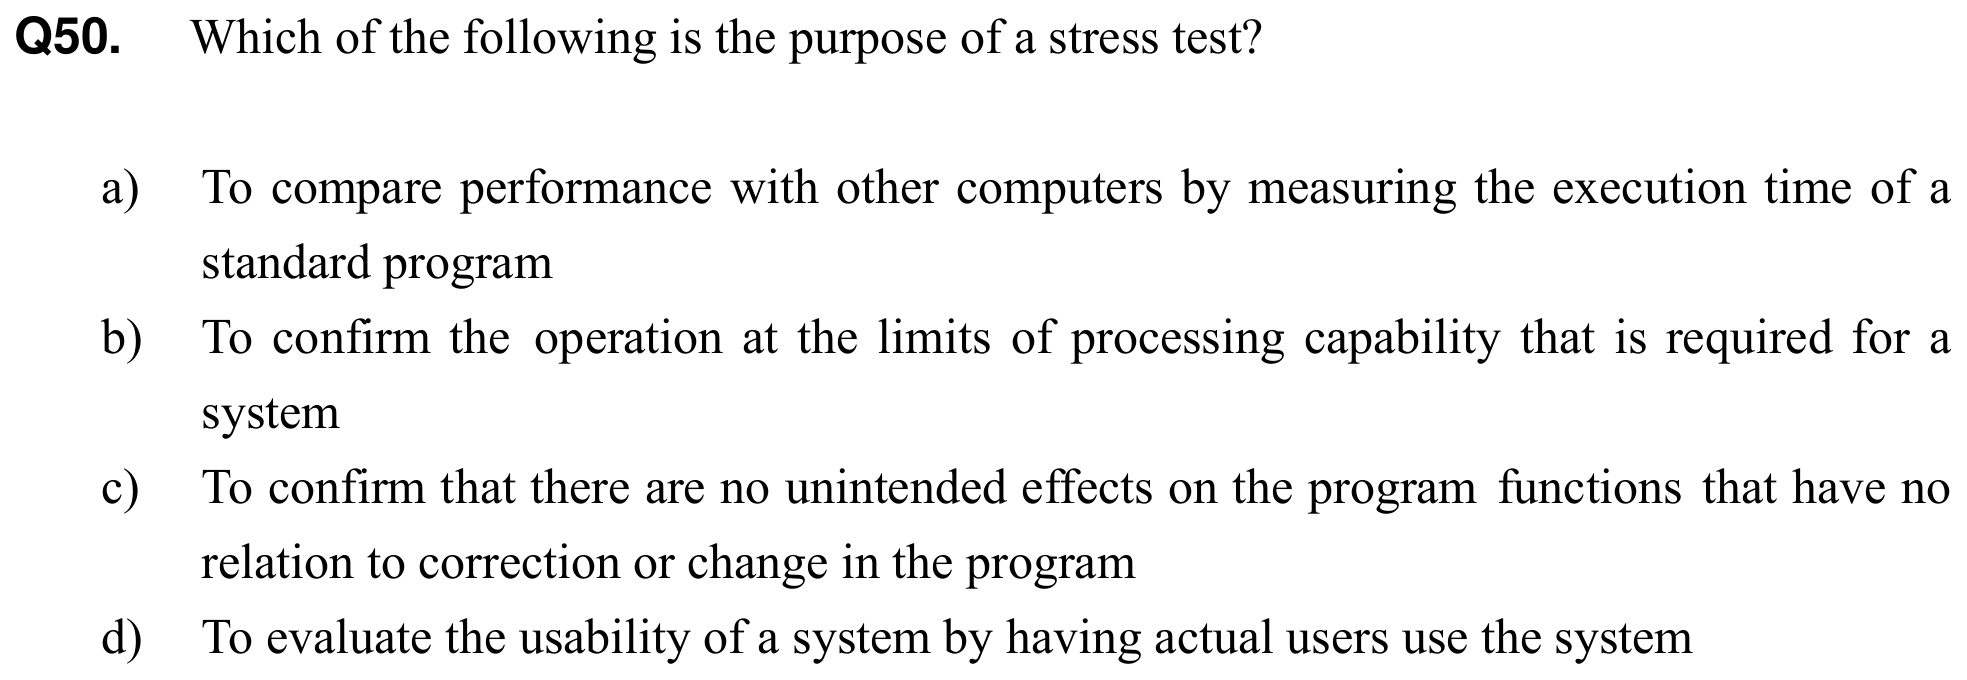 Q50. Which of the following is the purpose of a stress test?
a) To compare performance with other computers by measuring the execution time of a
standard program
b) To confirm the operation at the limits of processing capability that is required for a
system
c) To confirm that there are no unintended effects on the program functions that have no
relation to correction or change in the program
d) To evaluate the usability of a system by having actual users use the system